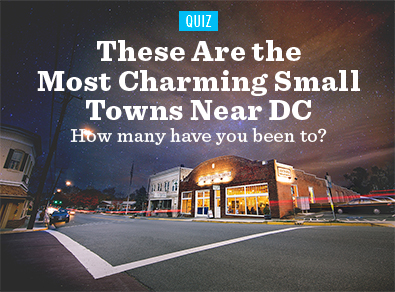 QUIZ
These Are the
Most Charming Small
Towns Near DC
How many have you been to?